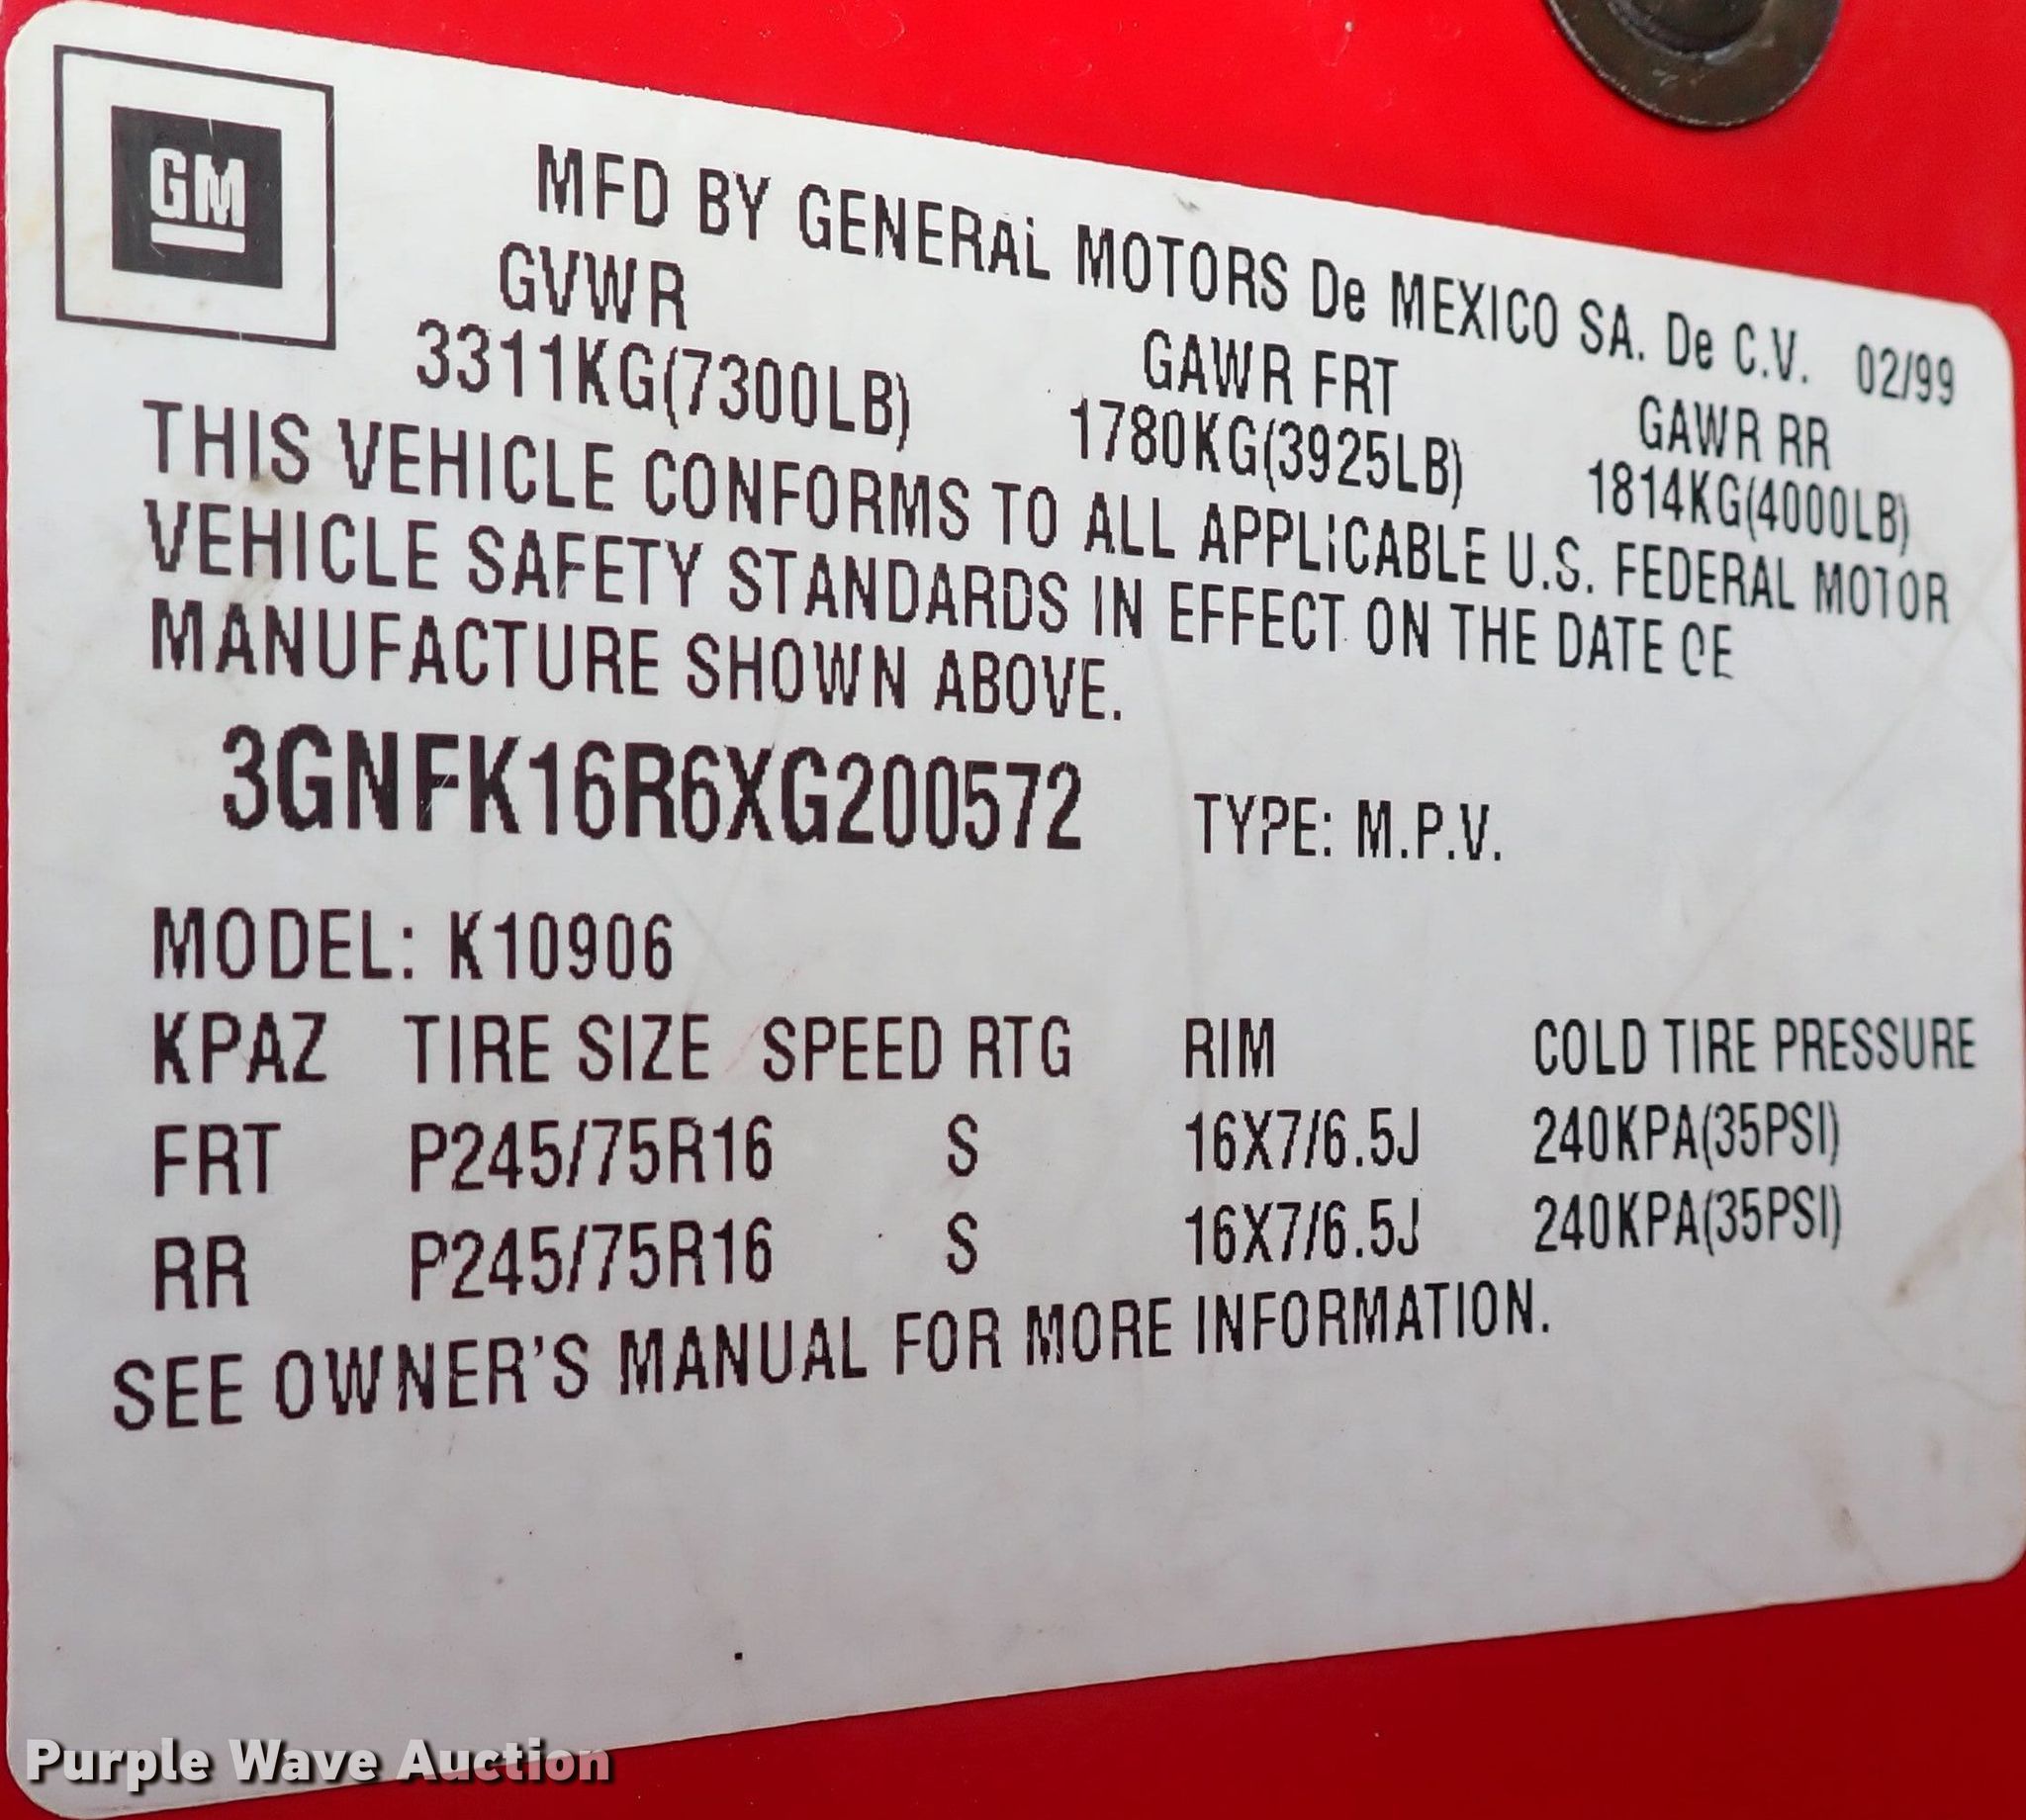 GM
MFD BY GENERAL MOTORS De MEXICO SA. De C.V. 02/99
GVWR GAWR FRT GAWR RR
3311KG(7300LB) 1780KG(3925LB) 1814KG(4000LB)
THIS VEHICLE CONFORMS TO ALL APPLICABLE U.S. FEDERAL MOTOR
VEHICLE SAFETY STANDARDS IN EFFECT ON THE DATE OF
MANUFACTURE SHOWN ABOVE.
3GNFK16R6XG200572 TYPE: M.P.V.
MODEL: K10906
KPAZ TIRE SIZE SPEED RTG RIM COLD TIRE PRESSURE
FRT P245/75R16 S 16X7/6.5J 240KPA(35PSI)
RR P245/75R16 S 16X7/6.5J 240KPA(35PSI)
SEE OWNER'S MANUAL FOR MORE INFORMATION.
Purple Wave Auction